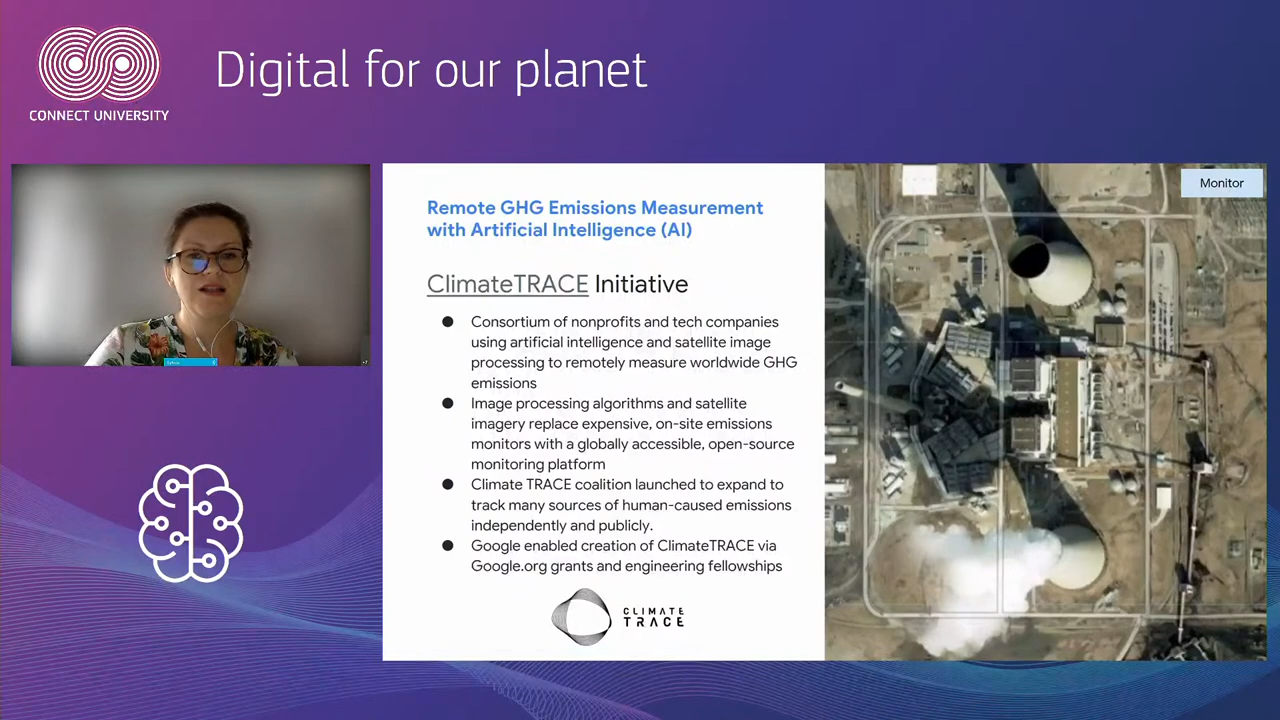 CONNECT UNIVERSITY
Digital for our planet
Remote GHG Emissions Measurement
with Artificial Intelligence (AI)
ClimateTRACE Initiative
● Consortium of nonprofits and tech companies
using artificial intelligence and satellite image
processing to remotely measure worldwide GHG
emissions
● Image processing algorithms and satellite
imagery replace expensive, on-site emissions
monitors with a globally accessible, open-source
monitoring platform
● Climate TRACE coalition launched to expand to
track many sources of human-caused emissions
independently and publicly.
● Google enabled creation of ClimateTRACE via
Google.org grants and engineering fellowships
CLIMATE
TRACE
Monitor